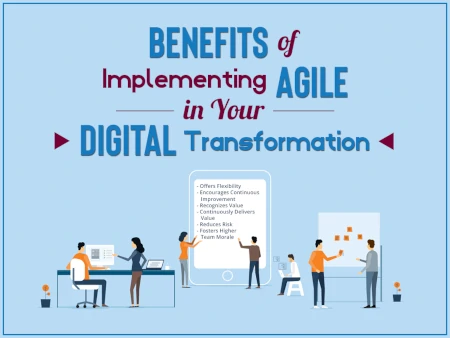 BENEFITS of
Implementing AGILE
in Your
DIGITAL Transformation
- Offers Flexibility
- Encourages Continuous
Improvement
- Recognizes Value
- Continuously Delivers
Value
- Reduces Risk
- Fosters Higher
Team Morale